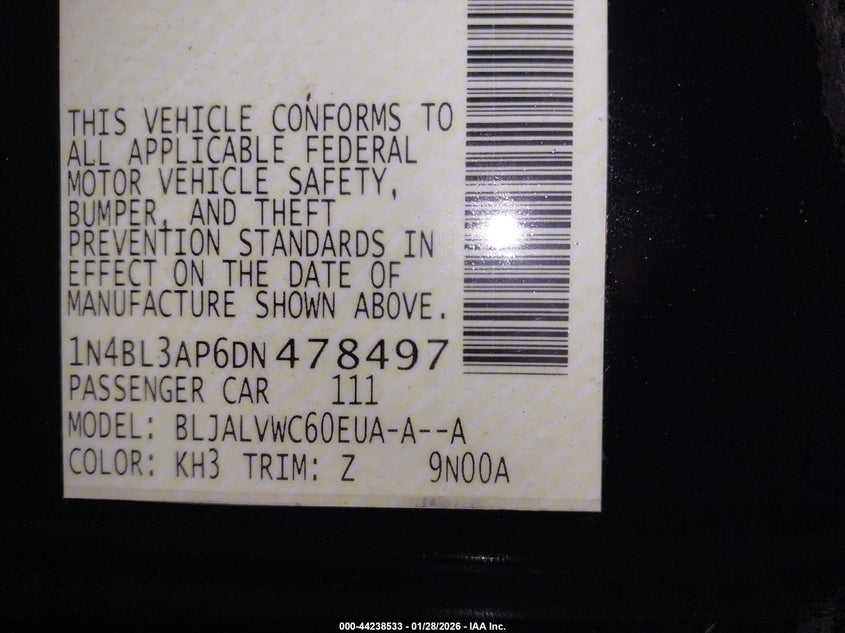 THIS VEHICLE CONFORMS TO
ALL APPLICABLE FEDERAL
MOTOR VEHICLE SAFETY,
BUMPER, AND THEFT
PREVENTION STANDARDS IN
EFFECT ON THE DATE OF
MANUFACTURE SHOWN ABOVE.
1N4BL3AP6DN478497
PASSENGER CAR 111
MODEL: BLJALVWC60EUA-A--A
COLOR: KH3 TRIM: Z 9N00A
000-44238533 - 01/28/2026 - IAA Inc.